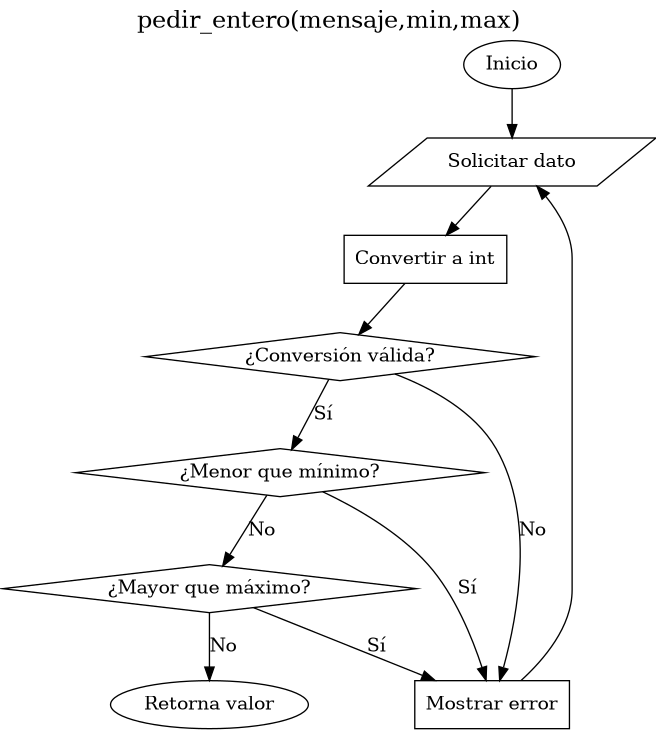 pedir_entero(mensaje,min,max)
Inicio
Solicitar dato
Convertir a int
¿Conversión válida?
Sí
¿Menor que mínimo?
No
No
¿Mayor que máximo?
Sí
No
Sí
Retorna valor
Mostrar error